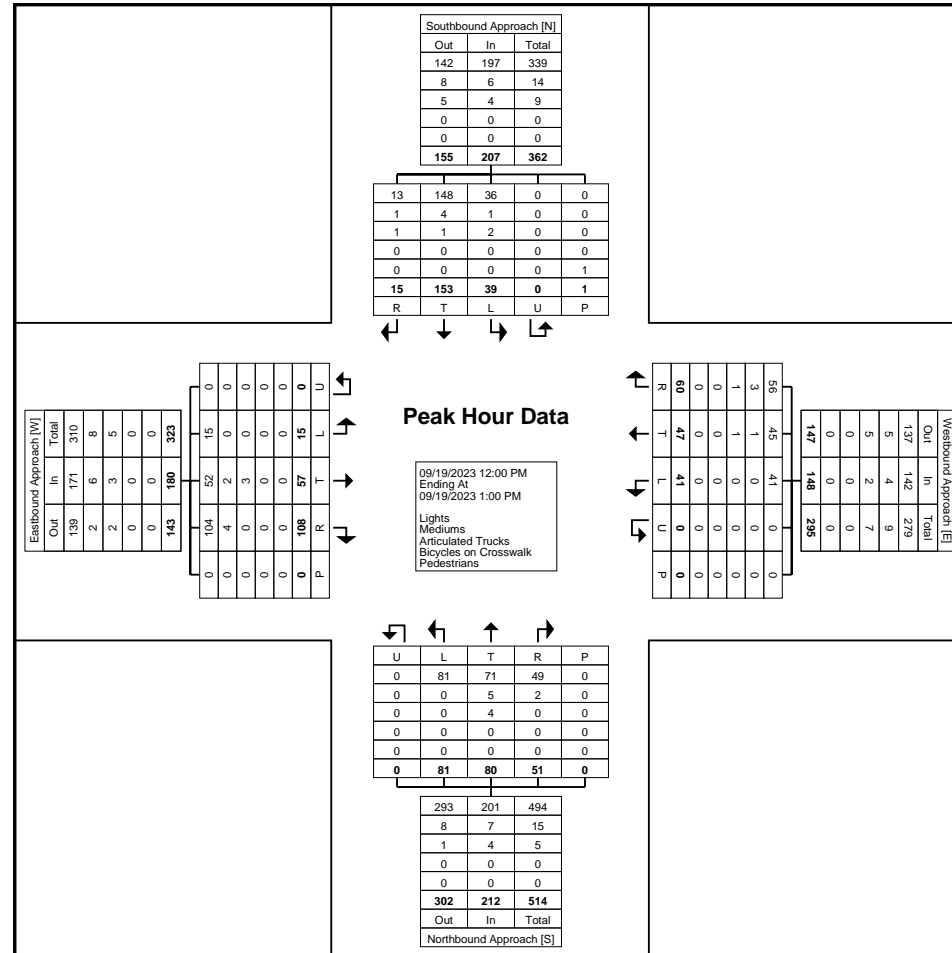 Southbound Approach [N]
Out In Total
142 197 339
8 6 14
5 4 9
0 0 0
0 0 0
155 207 362
13 148 36 0 0
1 4 1 0 0
1 1 2 0 0
0 0 0 0 0
0 0 0 0 1
15 153 39 0 1
R T L U P
Eastbound Approach [W]
Total 310 8 5 0 0 323
In 171 6 3 0 0 180
Out 139 2 2 0 0 143
0 0 0 0 0 0 U
15 0 0 0 0 15 L
52 2 3 0 0 57 T
104 4 0 0 0 108 R
0 0 0 0 0 0 P
Peak Hour Data
09/19/2023 12:00 PM
Ending At
09/19/2023 1:00 PM
Lights
Mediums
Articulated Trucks
Bicycles on Crosswalk
Pedestrians
R 60 0 0 1 3 56
T 47 0 0 1 1 45
L 41 0 0 0 0 41
U 0 0 0 0 0 0
P 0 0 0 0 0 0
147 0 0 5 5 137 Out
148 0 0 2 4 142 In
295 0 0 7 9 279 Total
Westbound Approach [E]
U L T R P
0 81 71 49 0
0 0 5 2 0
0 0 4 0 0
0 0 0 0 0
0 0 0 0 0
0 81 80 51 0
293 201 494
8 7 15
1 4 5
0 0 0
0 0 0
302 212 514
Out In Total
Northbound Approach [S]